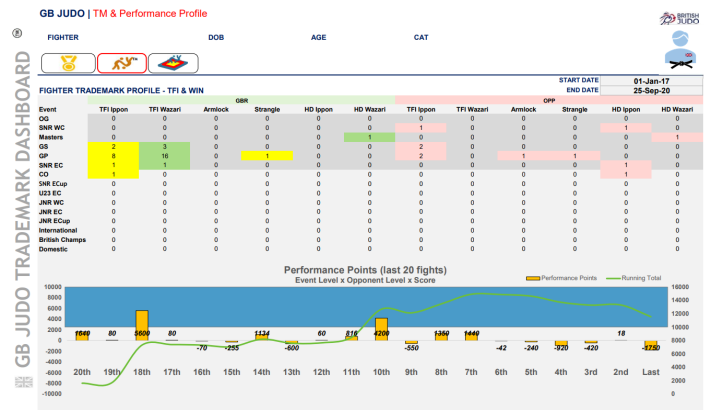 GB JUDO | TM & Performance Profile
BRITISH JUDO
FIGHTER DOB AGE CAT
GB JUDO TRADEMARK DASHBOARD
START DATE 01-Jan-17
FIGHTER TRADEMARK PROFILE - TFI & WIN END DATE 25-Sep-20
GBR OPP
Event TFI Ippon TFI Wazari Armlock Strangle HD Ippon HD Wazari TFI Ippon TFI Wazari Armlock Strangle HD Ippon HD Wazari
OG 0 0 0 0 0 0 0 0 0 0 0 0
SNR WC 0 0 0 0 0 0 1 0 0 0 1 0
Masters 0 0 0 0 0 1 0 0 0 0 0 1
GS 2 3 0 0 0 0 2 0 0 0 0 0
GP 8 16 0 1 0 0 2 0 1 1 0 0
SNR EC 1 1 0 0 0 0 0 0 0 0 1 0
CO 1 0 0 0 0 0 0 0 0 0 1 0
SNR ECup 0 0 0 0 0 0 0 0 0 0 0 0
U23 EC 0 0 0 0 0 0 0 0 0 0 0 0
JNR WC 0 0 0 0 0 0 0 0 0 0 0 0
JNR EC 0 0 0 0 0 0 0 0 0 0 0 0
JNR ECup 0 0 0 0 0 0 0 0 0 0 0 0
International 0 0 0 0 0 0 0 0 0 0 0 0
British Champs 0 0 0 0 0 0 0 0 0 0 0 0
Domestic 0 0 0 0 0 0 0 0 0 0 0 0
Performance Points (last 20 fights)
Event Level x Opponent Level x Score
Performance Points Running Total
10000 16000
8000 14000
6000 12000
4000 10000
2000 8000
0 6000
-2000 4000
-4000 2000
-6000 0
-8000
-10000
1640 80 5600 80 -70 -255 1134 -600 60 816 4200 -550 1350 1440 -42 -240 -920 -420 18 -1750
20th 19th 18th 17th 16th 15th 14th 13th 12th 11th 10th 9th 8th 7th 6th 5th 4th 3rd 2nd Last